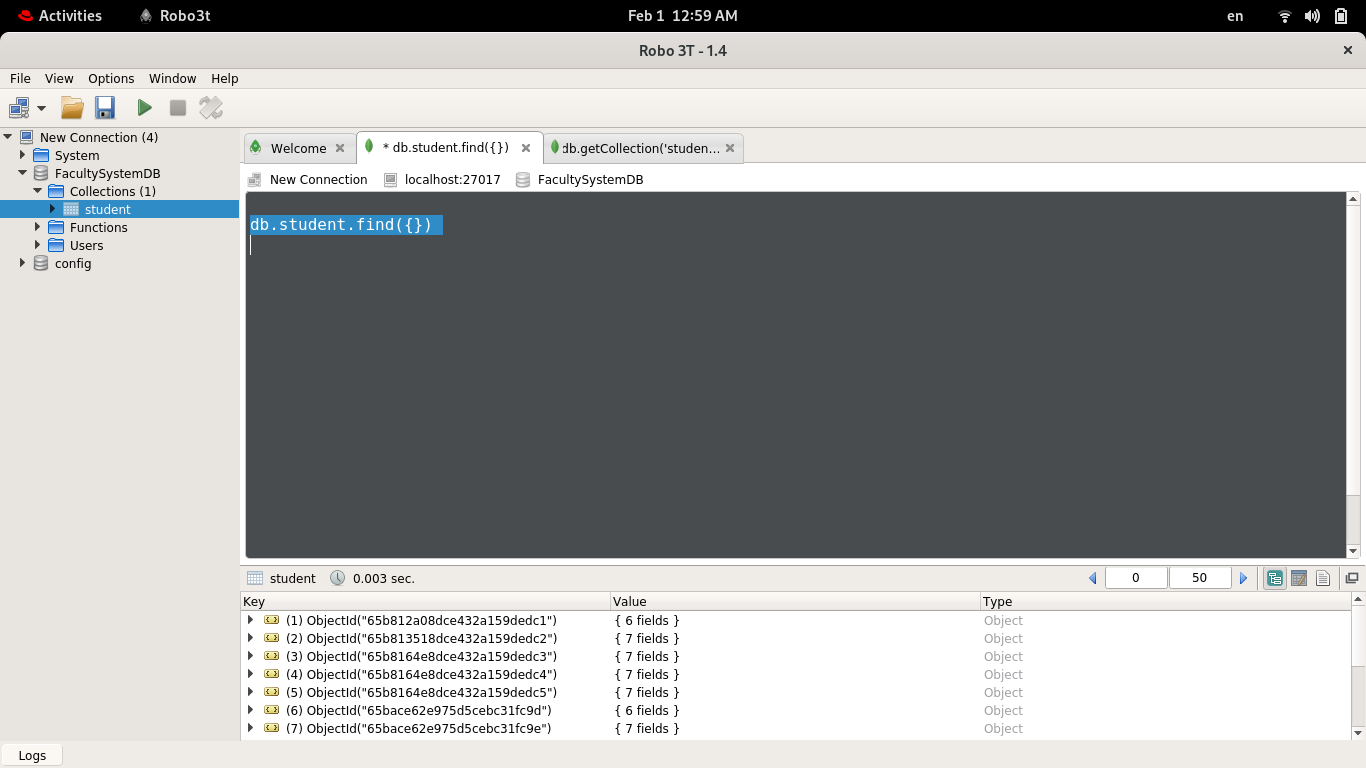 Activities Robo3t Feb 1 12:59 AM en
Robo 3T - 1.4
File View Options Window Help
New Connection (4)
System
FacultySystemDB
Collections (1)
student
Functions
Users
config
Welcome * db.student.find({}) db.getCollection('studen...
New Connection localhost:27017 FacultySystemDB
db.student.find({})
student 0.003 sec. 0 50
Key Value Type
(1) ObjectId("65b812a08dce432a159dedc1") { 6 fields } Object
(2) ObjectId("65b813518dce432a159dedc2") { 7 fields } Object
(3) ObjectId("65b8164e8dce432a159dedc3") { 7 fields } Object
(4) ObjectId("65b8164e8dce432a159dedc4") { 7 fields } Object
(5) ObjectId("65b8164e8dce432a159dedc5") { 7 fields } Object
(6) ObjectId("65bace62e975d5cebc31fc9d") { 6 fields } Object
(7) ObjectId("65bace62e975d5cebc31fc9e") { 7 fields } Object
Logs